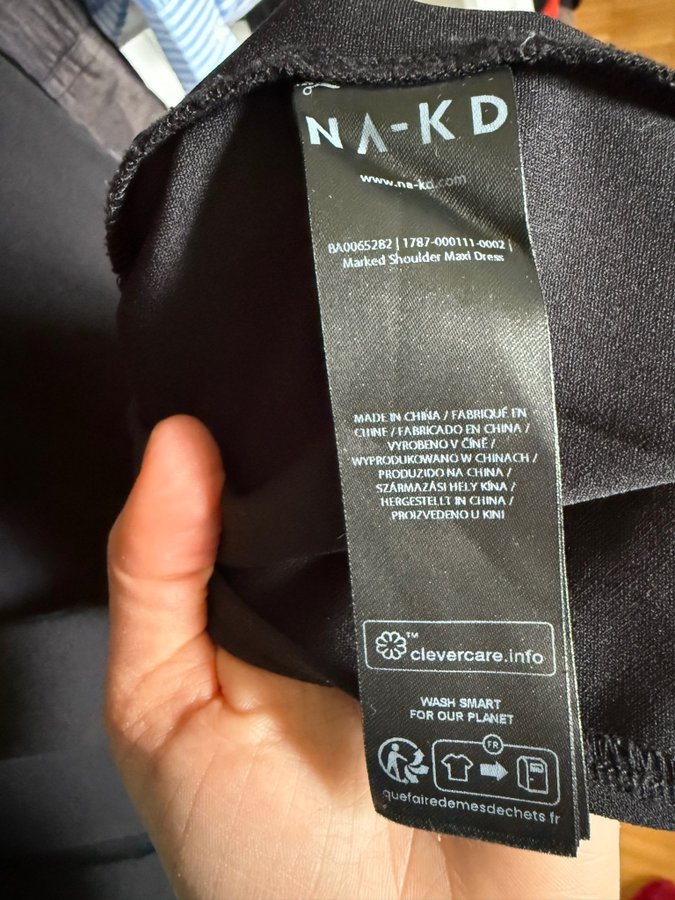 NA-KD
www.na-kd.com
BA0065282 | 1787-000111-0002 |
Marked Shoulder Maxi Dress
MADE IN CHINA / FABRIQUÉ EN
CHINE / FABRICADO EN CHINA /
VYROBENO V ČÍNĚ /
WYPRODUKOWANO W CHINACH /
PRODUZIDO NA CHINA /
SZÁRMAZÁSI HELY KÍNA /
HERGESTELLT IN CHINA /
PROIZVEDENO U KINI
™
clevercare.info
WASH SMART
FOR OUR PLANET
FR
quefairedemesdechets.fr